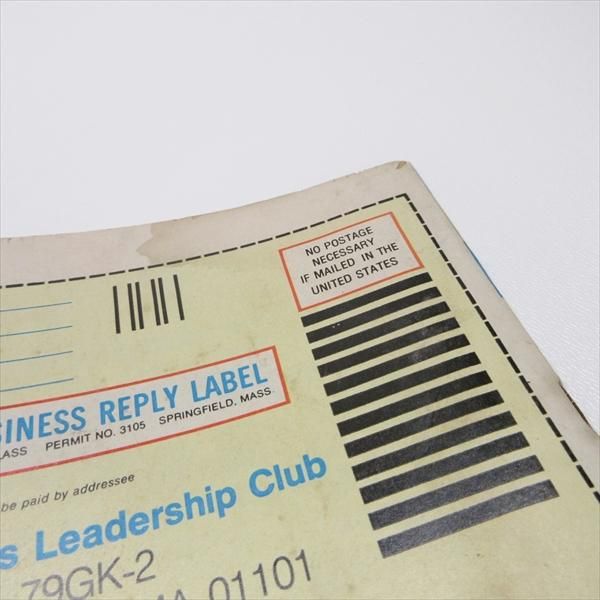 NO POSTAGE
NECESSARY
IF MAILED IN THE
UNITED STATES
SINESS REPLY LABEL
LASS PERMIT NO. 3105 SPRINGFIELD, MASS.
be paid by addressee
s Leadership Club
79GK-2
MA 01101